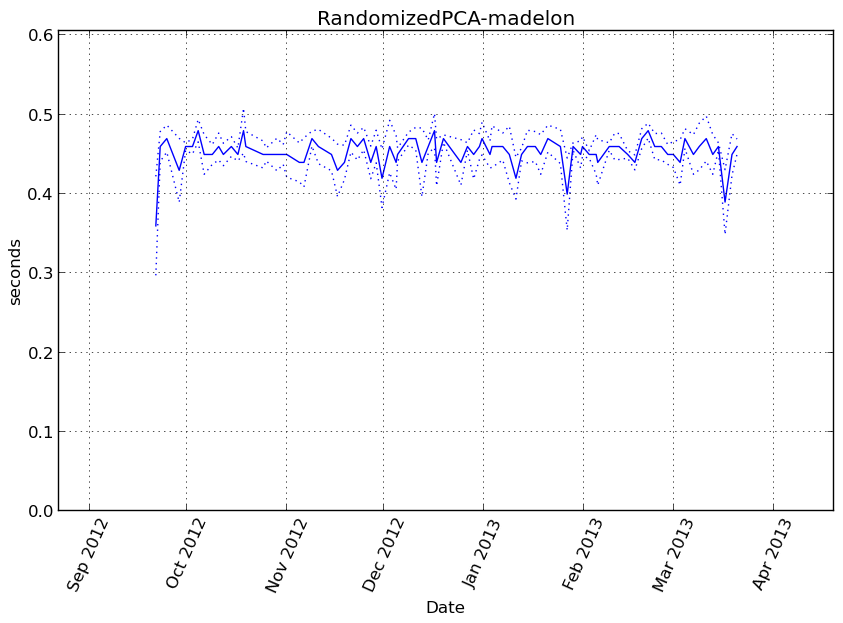 RandomizedPCA-madelon
0.6
0.5
0.4
0.3
0.2
0.1
0.0
seconds
Sep 2012
Oct 2012
Nov 2012
Dec 2012
Jan 2013
Feb 2013
Mar 2013
Apr 2013
Date